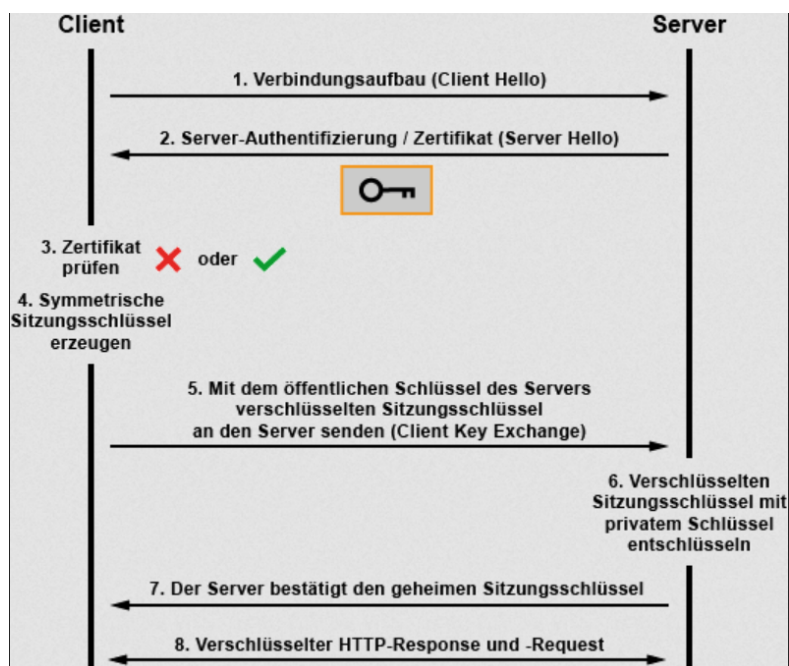 Client
Server
1. Verbindungsaufbau (Client Hello)
2. Server-Authentifizierung / Zertifikat (Server Hello)
3. Zertifikat
prüfen
oder
4. Symmetrische
Sitzungsschlüssel
erzeugen
5. Mit dem öffentlichen Schlüssel des Servers
verschlüsselten Sitzungsschlüssel
an den Server senden (Client Key Exchange)
6. Verschlüsselten
Sitzungsschlüssel mit
privatem Schlüssel
entschlüsseln
7. Der Server bestätigt den geheimen Sitzungsschlüssel
8. Verschlüsselter HTTP-Response und -Request